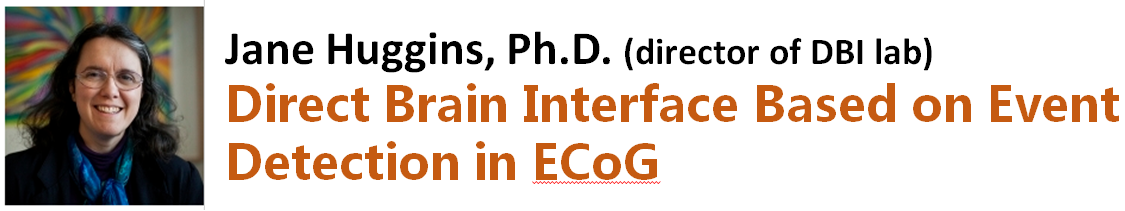 Jane Huggins, Ph.D. (director of DBI lab)
Direct Brain Interface Based on Event
Detection in ECoG